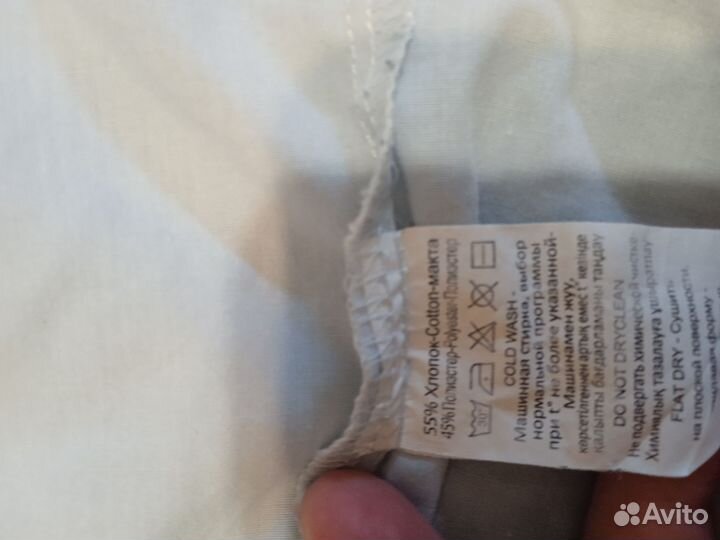 55% Хлопок-Cotton-мақта
45%Полиэстер-Polyester-Полиэстер
30°
COLD WASH -
Машинная стирка, выбор
нормальной программы
при t° не более указанной-
Машинамен жуу,
көрсетілгеннен артық емес t° кезінде
қалыпты бағдарламаны таңдау
DO NOT DRYCLEAN
Не подвергать химической чистке-
Химиялық тазалауға ұшыратпау
FLAT DRY - Сушить
на плоской поверхности,
форму -
Avito